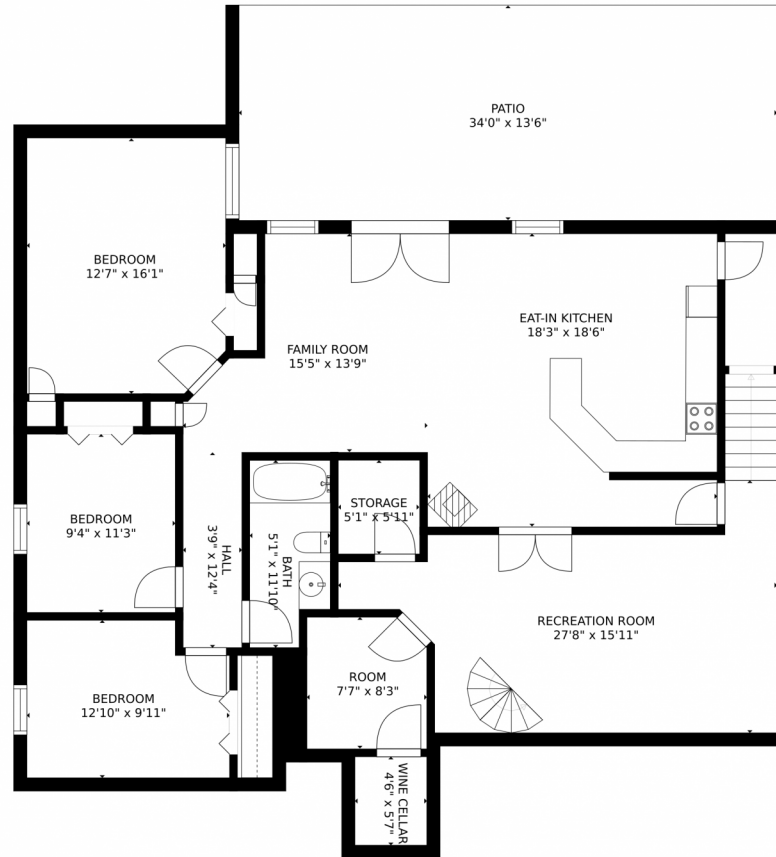 PATIO
34'0" x 13'6"
BEDROOM
12'7" x 16'1"
EAT-IN KITCHEN
18'3" x 18'6"
FAMILY ROOM
15'5" x 13'9"
STORAGE
5'1" x 5'11"
BEDROOM
9'4" x 11'3"
HALL
3'9" x 12'4"
BATH
5'1" x 11'10"
RECREATION ROOM
27'8" x 15'11"
ROOM
7'7" x 8'3"
BEDROOM
12'10" x 9'11"
WINE CELLAR
4'6" x 5'7"